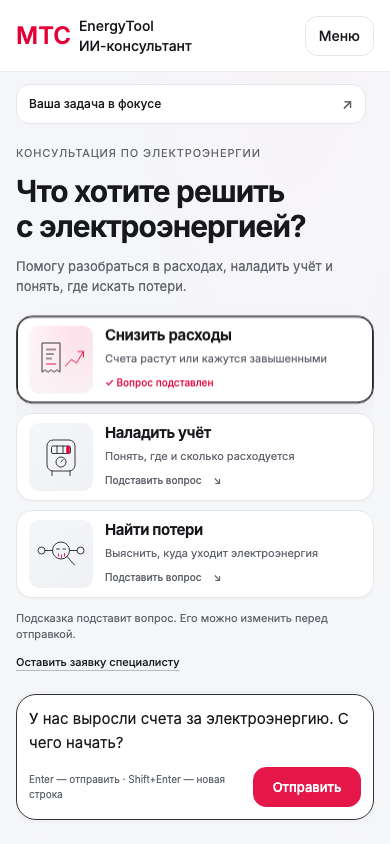 МТС
EnergyTool
ИИ-консультант
Меню
Ваша задача в фокусе
КОНСУЛЬТАЦИЯ ПО ЭЛЕКТРОЭНЕРГИИ
Что хотите решить
с электроэнергией?
Помогу разобраться в расходах, наладить учёт и
понять, где искать потери.
Снизить расходы
Счета растут или кажутся завышенными
✓ Вопрос подставлен
Наладить учёт
Понять, где и сколько расходуется
Подставить вопрос ↘
Найти потери
Выяснить, куда уходит электроэнергия
Подставить вопрос ↘
Подсказка подставит вопрос. Его можно изменить перед
отправкой.
Оставить заявку специалисту
У нас выросли счета за электроэнергию. С
чего начать?
Enter — отправить · Shift+Enter — новая
строка
Отправить